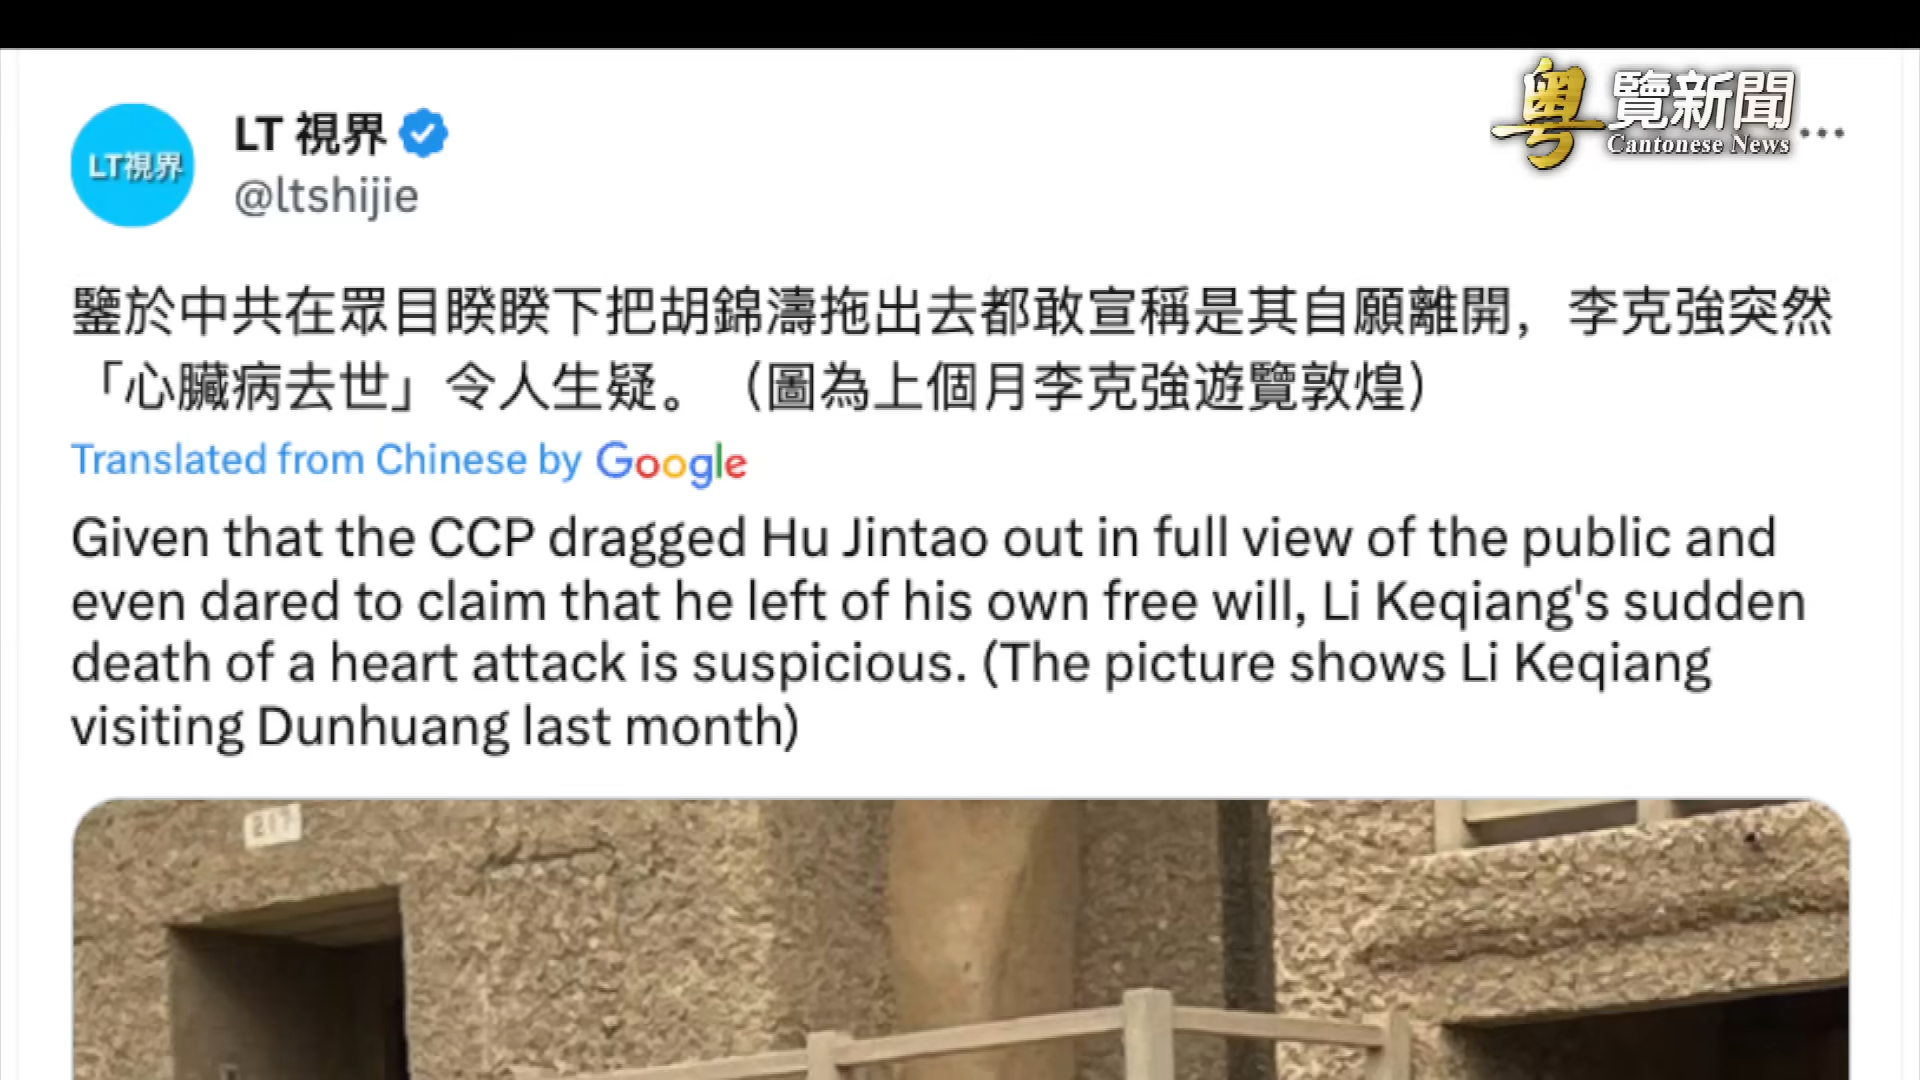 LT視界
LT 視界
@ltshijie
粵覽新聞
Cantonese News
鑒於中共在眾目睽睽下把胡錦濤拖出去都敢宣稱是其自願離開，李克強突然
「心臟病去世」令人生疑。（圖為上個月李克強遊覽敦煌）
Translated from Chinese by Google
Given that the CCP dragged Hu Jintao out in full view of the public and
even dared to claim that he left of his own free will, Li Keqiang's sudden
death of a heart attack is suspicious. (The picture shows Li Keqiang
visiting Dunhuang last month)